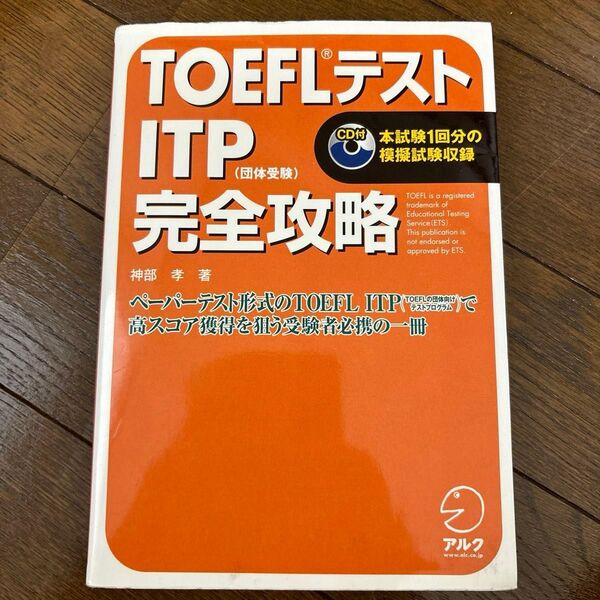 TOEFL®テスト
ITP(団体受験)
CD付
本試験1回分の
模擬試験収録
TOEFL is a registered
trademark of
Educational Testing
Service(ETS)
This publication is
not endorsed or
approved by ETS.
完全攻略
神部 孝 著
ペーパーテスト形式のTOEFL ITP(TOEFLの団体向けテストプログラム)で
高スコア獲得を狙う受験者必携の一冊
アルク
www.alc.co.jp